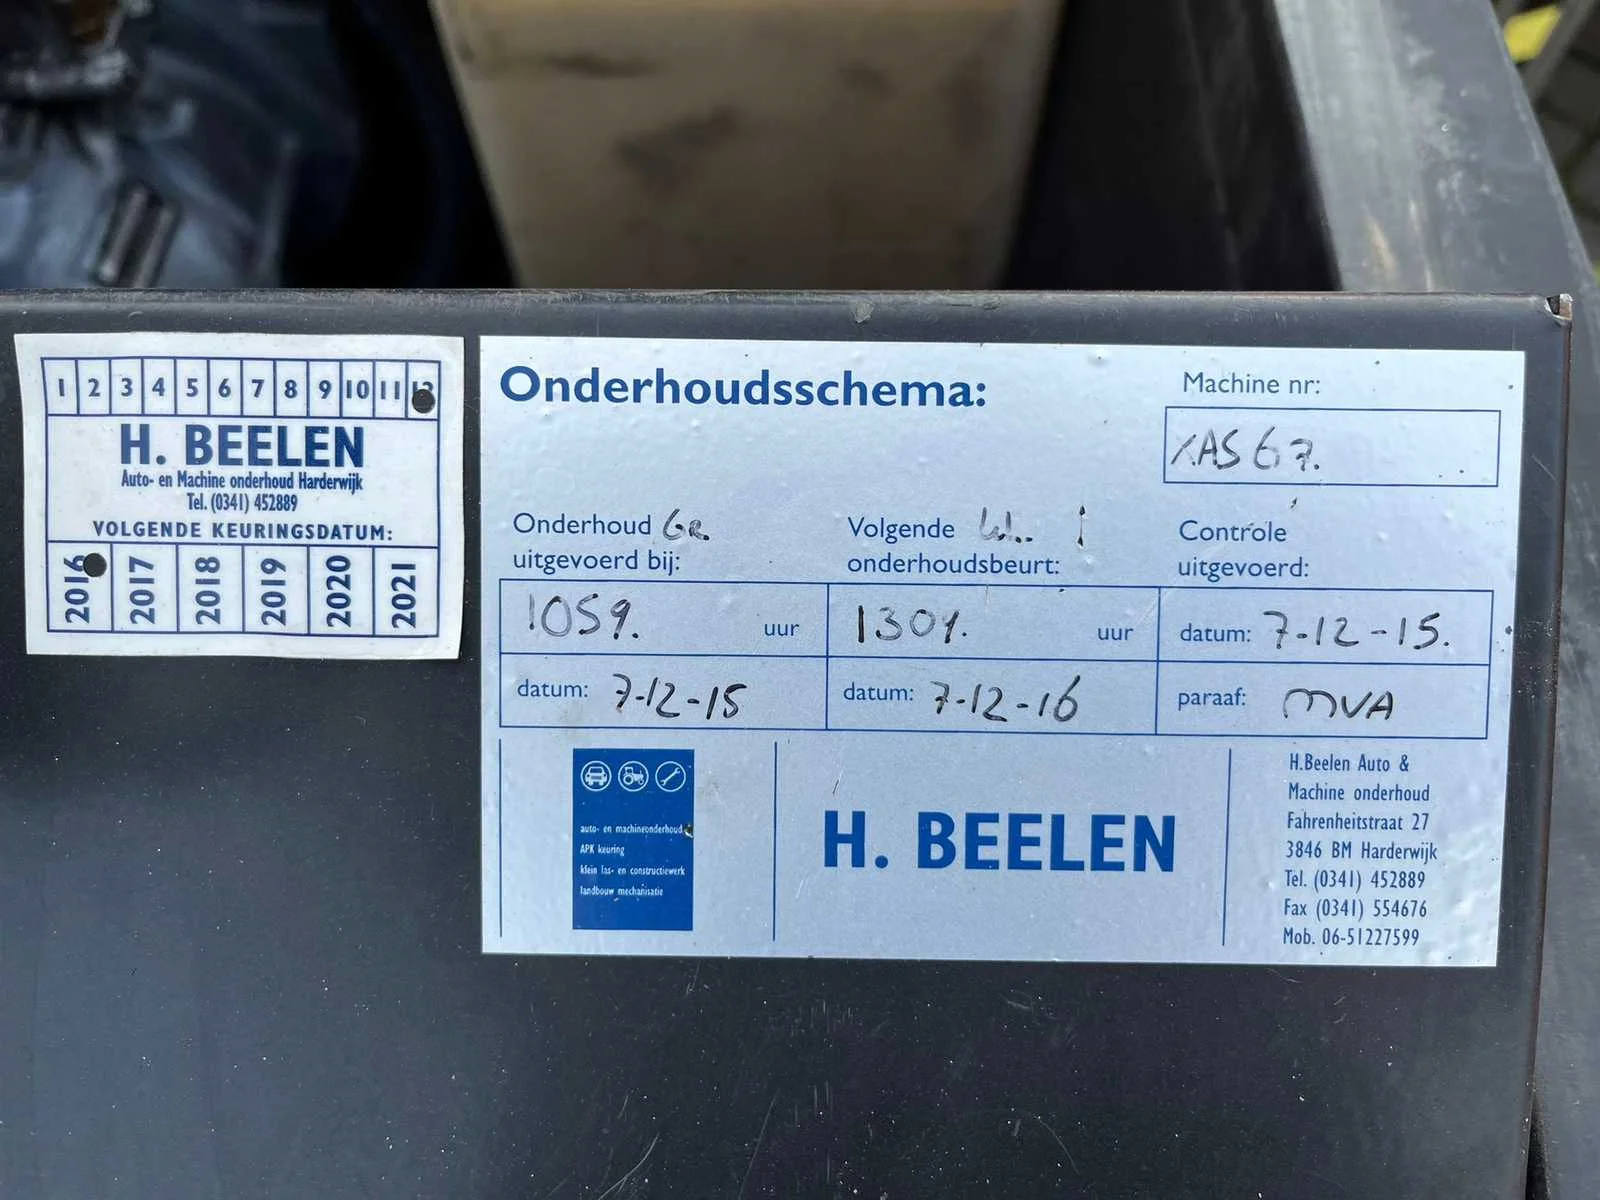 1 2 3 4 5 6 7 8 9 10 11 12
H. BEELEN
Auto- en Machine onderhoud Harderwijk
Tel. (0341) 452889
VOLGENDE KEURINGSDATUM:
2016 2017 2018 2019 2020 2021
Onderhoudsschema:
Machine nr:
XAS 67.
Onderhoud Gr.
uitgevoerd bij:
1059. uur
datum: 7-12-15
Volgende
onderhoudsbeurt:
1309. uur
datum: 7-12-16
Controle
uitgevoerd:
datum: 7-12-15.
paraaf: MVA
auto- en machineonderhoud
APK keuring
klein las- en constructiewerk
landbouw mechanisatie
H. BEELEN
H.Beelen Auto &
Machine onderhoud
Fahrenheitstraat 27
3846 BM Harderwijk
Tel. (0341) 452889
Fax (0341) 554676
Mob. 06-51227599